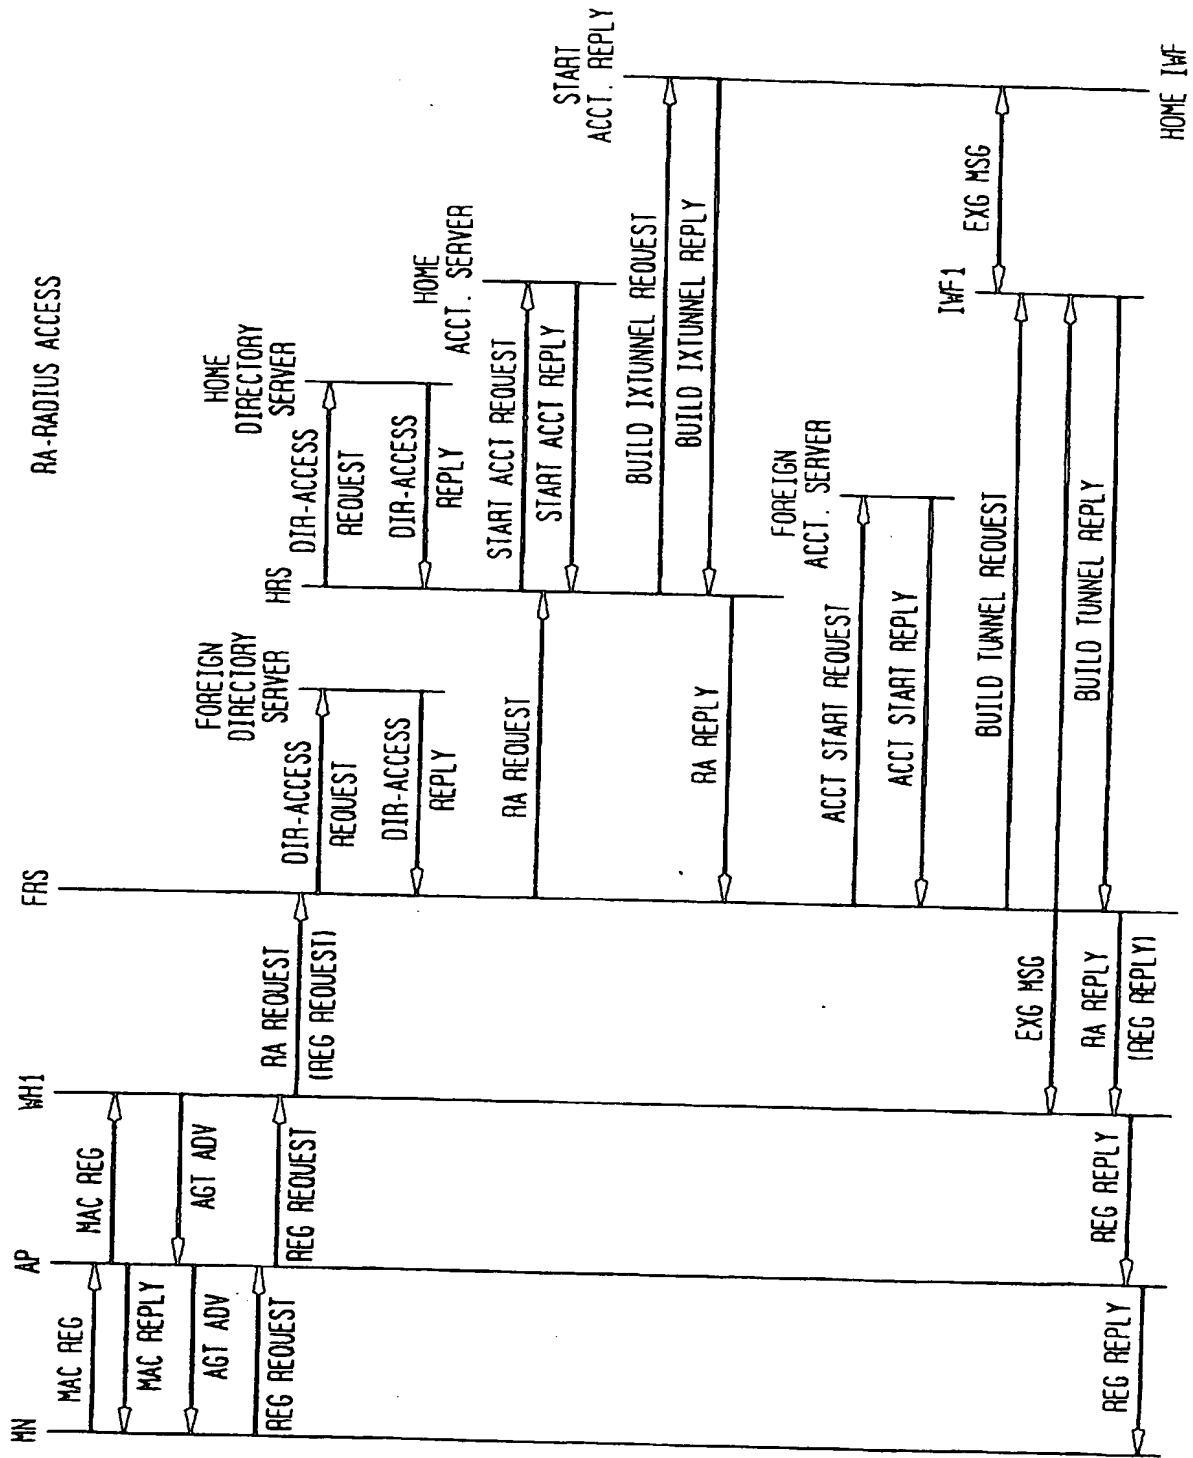 RA-RADIUS ACCESS
MN
AP
WH1
FRS
MAC REG
MAC REG
MAC REPLY
AGT ADV
AGT ADV
REG REQUEST
REG REQUEST
RA REQUEST
(REG REQUEST)
FOREIGN
DIRECTORY
SERVER
DIR-ACCESS
REQUEST
DIR-ACCESS
REPLY
HRS
HOME
DIRECTORY
SERVER
DIR-ACCESS
REQUEST
DIR-ACCESS
REPLY
RA REQUEST
HOME
ACCT. SERVER
START ACCT REQUEST
START ACCT REPLY
START
ACCT. REPLY
BUILD IXTUNNEL REQUEST
BUILD IXTUNNEL REPLY
RA REPLY
FOREIGN
ACCT. SERVER
ACCT START REQUEST
ACCT START REPLY
IWF1
EXG MSG
BUILD TUNNEL REQUEST
EXG MSG
BUILD TUNNEL REPLY
RA REPLY
(REG REPLY)
REG REPLY
REG REPLY
HOME IWF